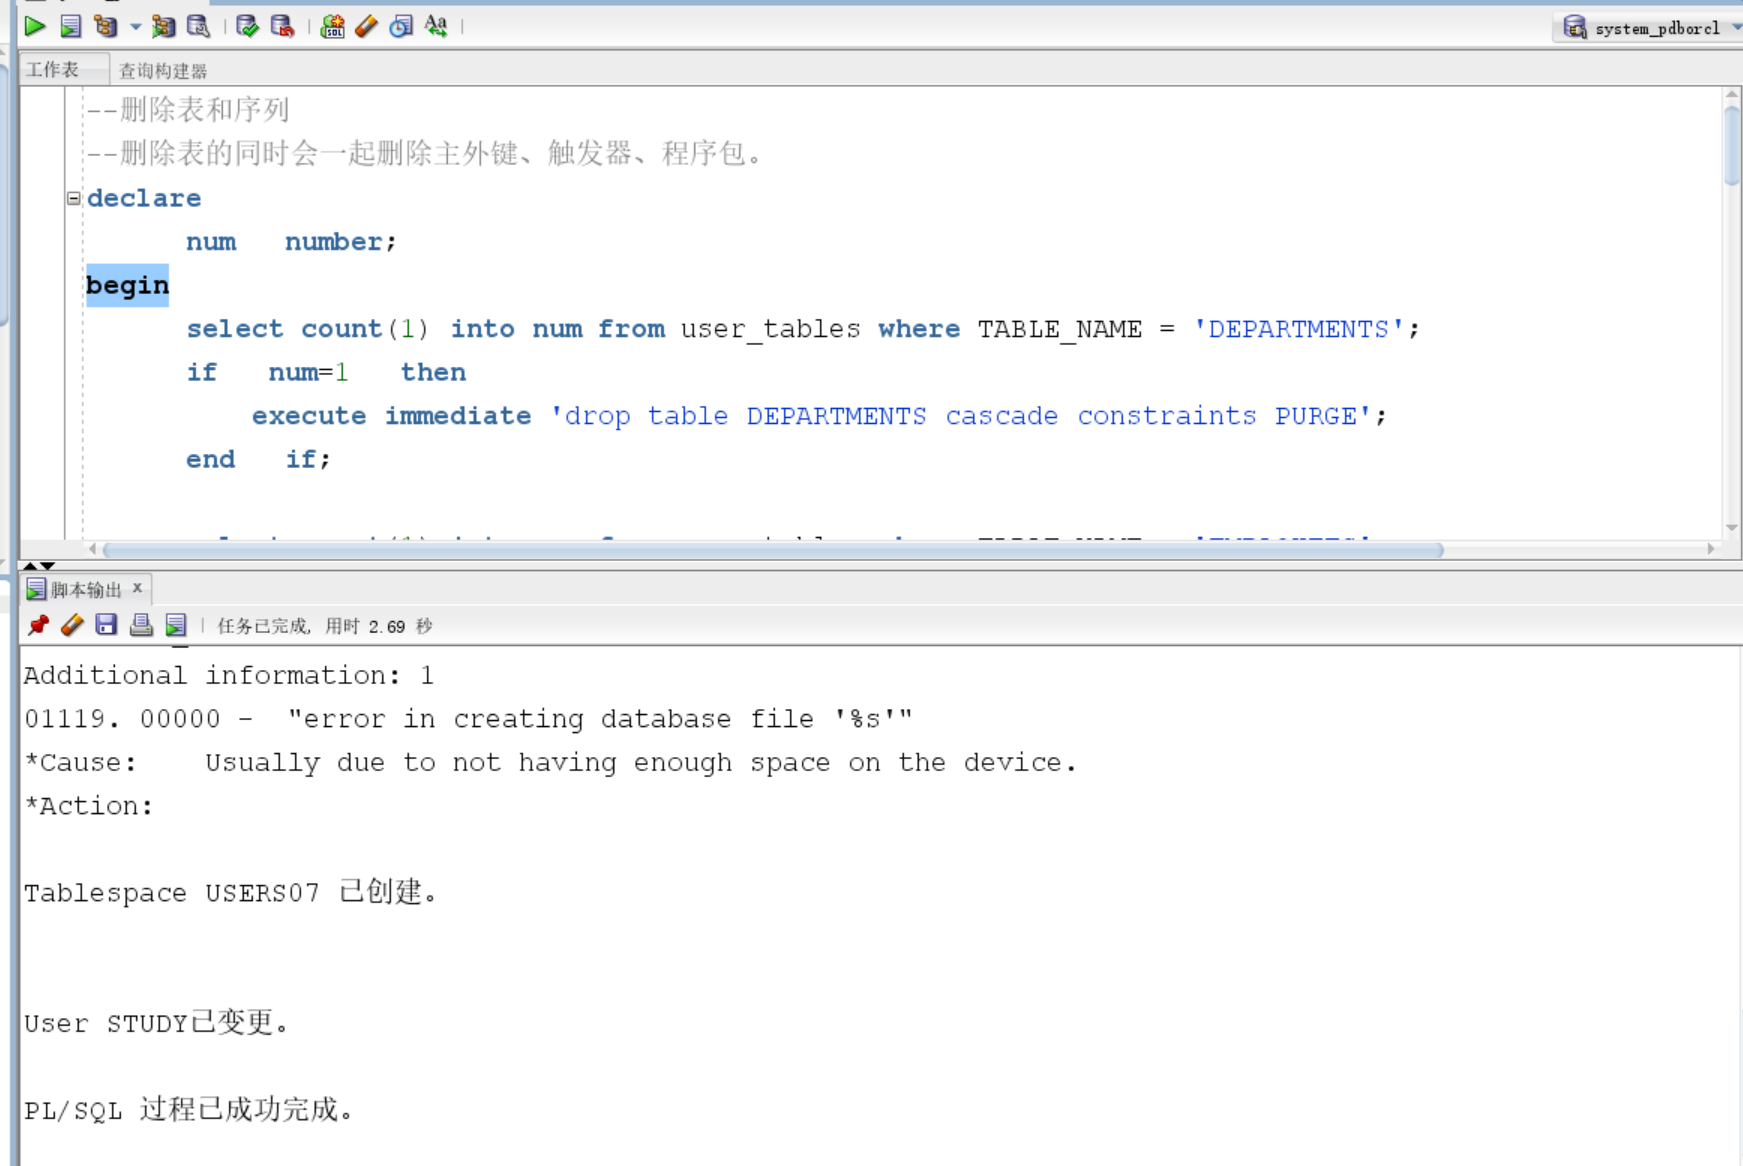 system_pdborcl
工作表 查询构建器
--删除表和序列
--删除表的同时会一起删除主外键、触发器、程序包。
declare
num number;
begin
select count(1) into num from user_tables where TABLE_NAME = 'DEPARTMENTS';
if num=1 then
execute immediate 'drop table DEPARTMENTS cascade constraints PURGE';
end if;
脚本输出 x
任务已完成, 用时 2.69 秒
Additional information: 1
01119. 00000 - "error in creating database file '%s'"
*Cause: Usually due to not having enough space on the device.
*Action:
Tablespace USERS07 已创建。
User STUDY已变更。
PL/SQL 过程已成功完成。